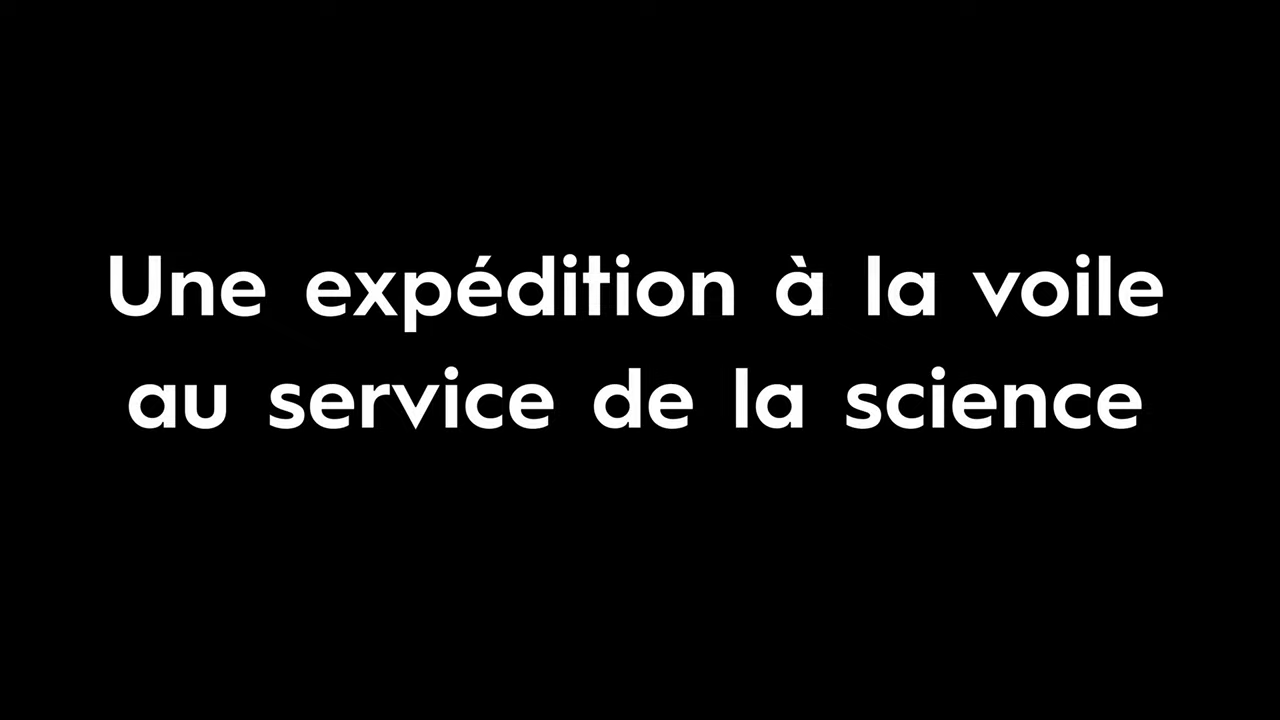 Une expédition à la voile
au service de la science